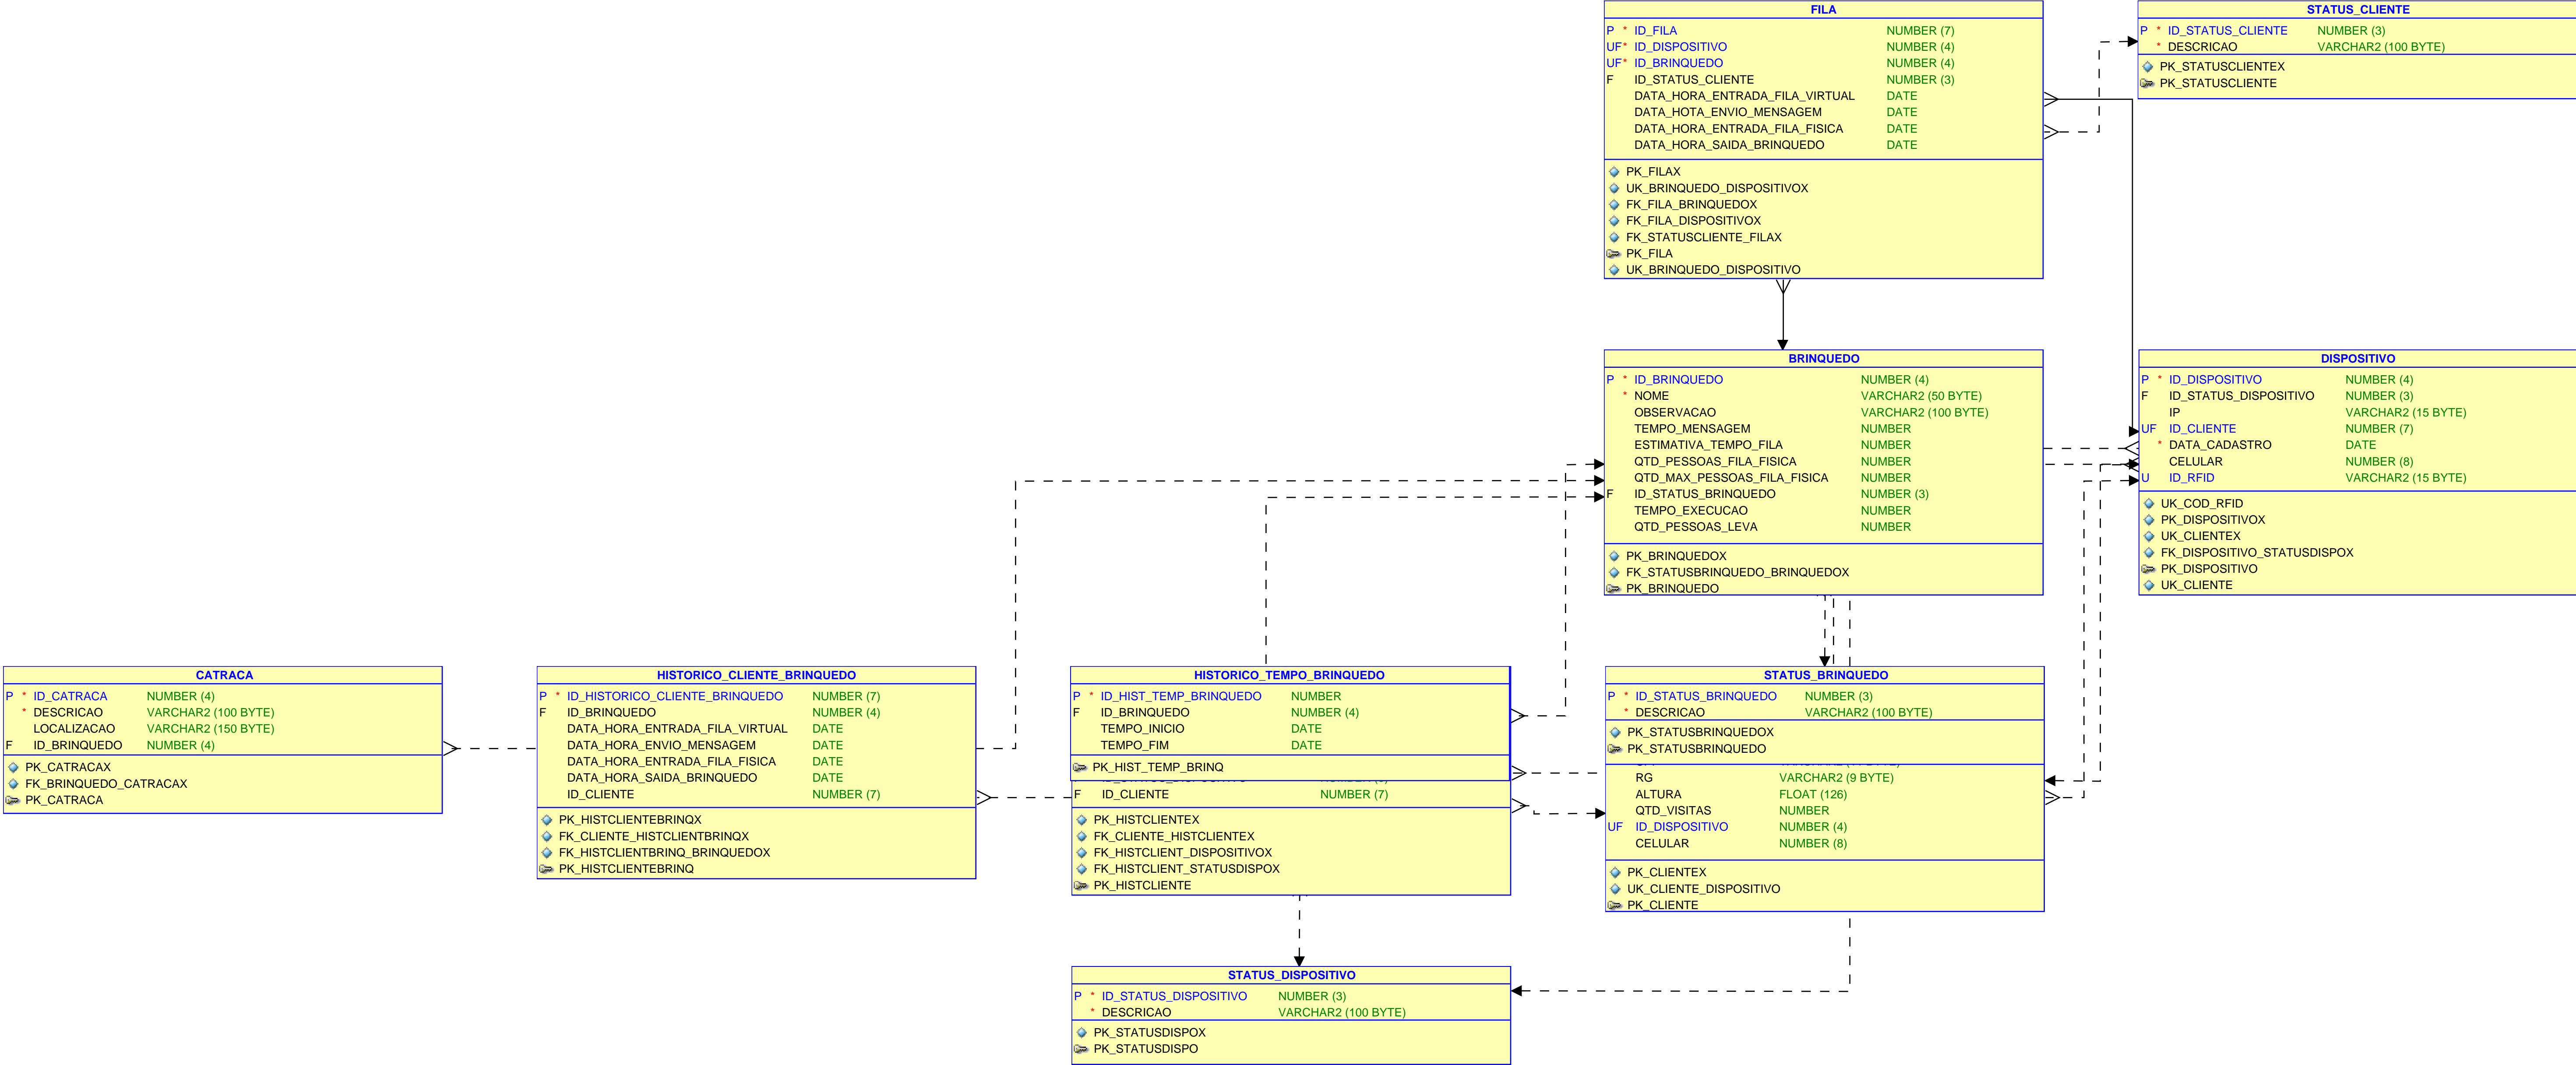 FILA
P * ID_FILA NUMBER (7)
UF* ID_DISPOSITIVO NUMBER (4)
UF* ID_BRINQUEDO NUMBER (4)
F ID_STATUS_CLIENTE NUMBER (3)
DATA_HORA_ENTRADA_FILA_VIRTUAL DATE
DATA_HOTA_ENVIO_MENSAGEM DATE
DATA_HORA_ENTRADA_FILA_FISICA DATE
DATA_HORA_SAIDA_BRINQUEDO DATE
PK_FILAX
UK_BRINQUEDO_DISPOSITIVOX
FK_FILA_BRINQUEDOX
FK_FILA_DISPOSITIVOX
FK_STATUSCLIENTE_FILAX
PK_FILA
UK_BRINQUEDO_DISPOSITIVO
STATUS_CLIENTE
P * ID_STATUS_CLIENTE NUMBER (3)
* DESCRICAO VARCHAR2 (100 BYTE)
PK_STATUSCLIENTEX
PK_STATUSCLIENTE
BRINQUEDO
P * ID_BRINQUEDO NUMBER (4)
* NOME VARCHAR2 (50 BYTE)
OBSERVACAO VARCHAR2 (100 BYTE)
TEMPO_MENSAGEM NUMBER
ESTIMATIVA_TEMPO_FILA NUMBER
QTD_PESSOAS_FILA_FISICA NUMBER
QTD_MAX_PESSOAS_FILA_FISICA NUMBER
F ID_STATUS_BRINQUEDO NUMBER (3)
TEMPO_EXECUCAO NUMBER
QTD_PESSOAS_LEVA NUMBER
PK_BRINQUEDOX
FK_STATUSBRINQUEDO_BRINQUEDOX
PK_BRINQUEDO
DISPOSITIVO
P * ID_DISPOSITIVO NUMBER (4)
F ID_STATUS_DISPOSITIVO NUMBER (3)
IP VARCHAR2 (15 BYTE)
UF ID_CLIENTE NUMBER (7)
* DATA_CADASTRO DATE
CELULAR NUMBER (8)
U ID_RFID VARCHAR2 (15 BYTE)
UK_COD_RFID
PK_DISPOSITIVOX
UK_CLIENTEX
FK_DISPOSITIVO_STATUSDISPOX
PK_DISPOSITIVO
UK_CLIENTE
CATRACA
P * ID_CATRACA NUMBER (4)
* DESCRICAO VARCHAR2 (100 BYTE)
LOCALIZACAO VARCHAR2 (150 BYTE)
F ID_BRINQUEDO NUMBER (4)
PK_CATRACAX
FK_BRINQUEDO_CATRACAX
PK_CATRACA
HISTORICO_CLIENTE_BRINQUEDO
P * ID_HISTORICO_CLIENTE_BRINQUEDO NUMBER (7)
F ID_BRINQUEDO NUMBER (4)
DATA_HORA_ENTRADA_FILA_VIRTUAL DATE
DATA_HORA_ENVIO_MENSAGEM DATE
DATA_HORA_ENTRADA_FILA_FISICA DATE
DATA_HORA_SAIDA_BRINQUEDO DATE
ID_CLIENTE NUMBER (7)
PK_HISTCLIENTEBRINQX
FK_CLIENTE_HISTCLIENTBRINQX
FK_HISTCLIENTBRINQ_BRINQUEDOX
PK_HISTCLIENTEBRINQ
HISTORICO_TEMPO_BRINQUEDO
P * ID_HIST_TEMP_BRINQUEDO NUMBER
F ID_BRINQUEDO NUMBER (4)
TEMPO_INICIO DATE
TEMPO_FIM DATE
PK_HIST_TEMP_BRINQ
F ID_CLIENTE NUMBER (7)
PK_HISTCLIENTEX
FK_CLIENTE_HISTCLIENTEX
FK_HISTCLIENT_DISPOSITIVOX
FK_HISTCLIENT_STATUSDISPOX
PK_HISTCLIENTE
STATUS_BRINQUEDO
P * ID_STATUS_BRINQUEDO NUMBER (3)
* DESCRICAO VARCHAR2 (100 BYTE)
PK_STATUSBRINQUEDOX
PK_STATUSBRINQUEDO
RG VARCHAR2 (9 BYTE)
ALTURA FLOAT (126)
QTD_VISITAS NUMBER
UF ID_DISPOSITIVO NUMBER (4)
CELULAR NUMBER (8)
PK_CLIENTEX
UK_CLIENTE_DISPOSITIVO
PK_CLIENTE
STATUS_DISPOSITIVO
P * ID_STATUS_DISPOSITIVO NUMBER (3)
* DESCRICAO VARCHAR2 (100 BYTE)
PK_STATUSDISPOX
PK_STATUSDISPO